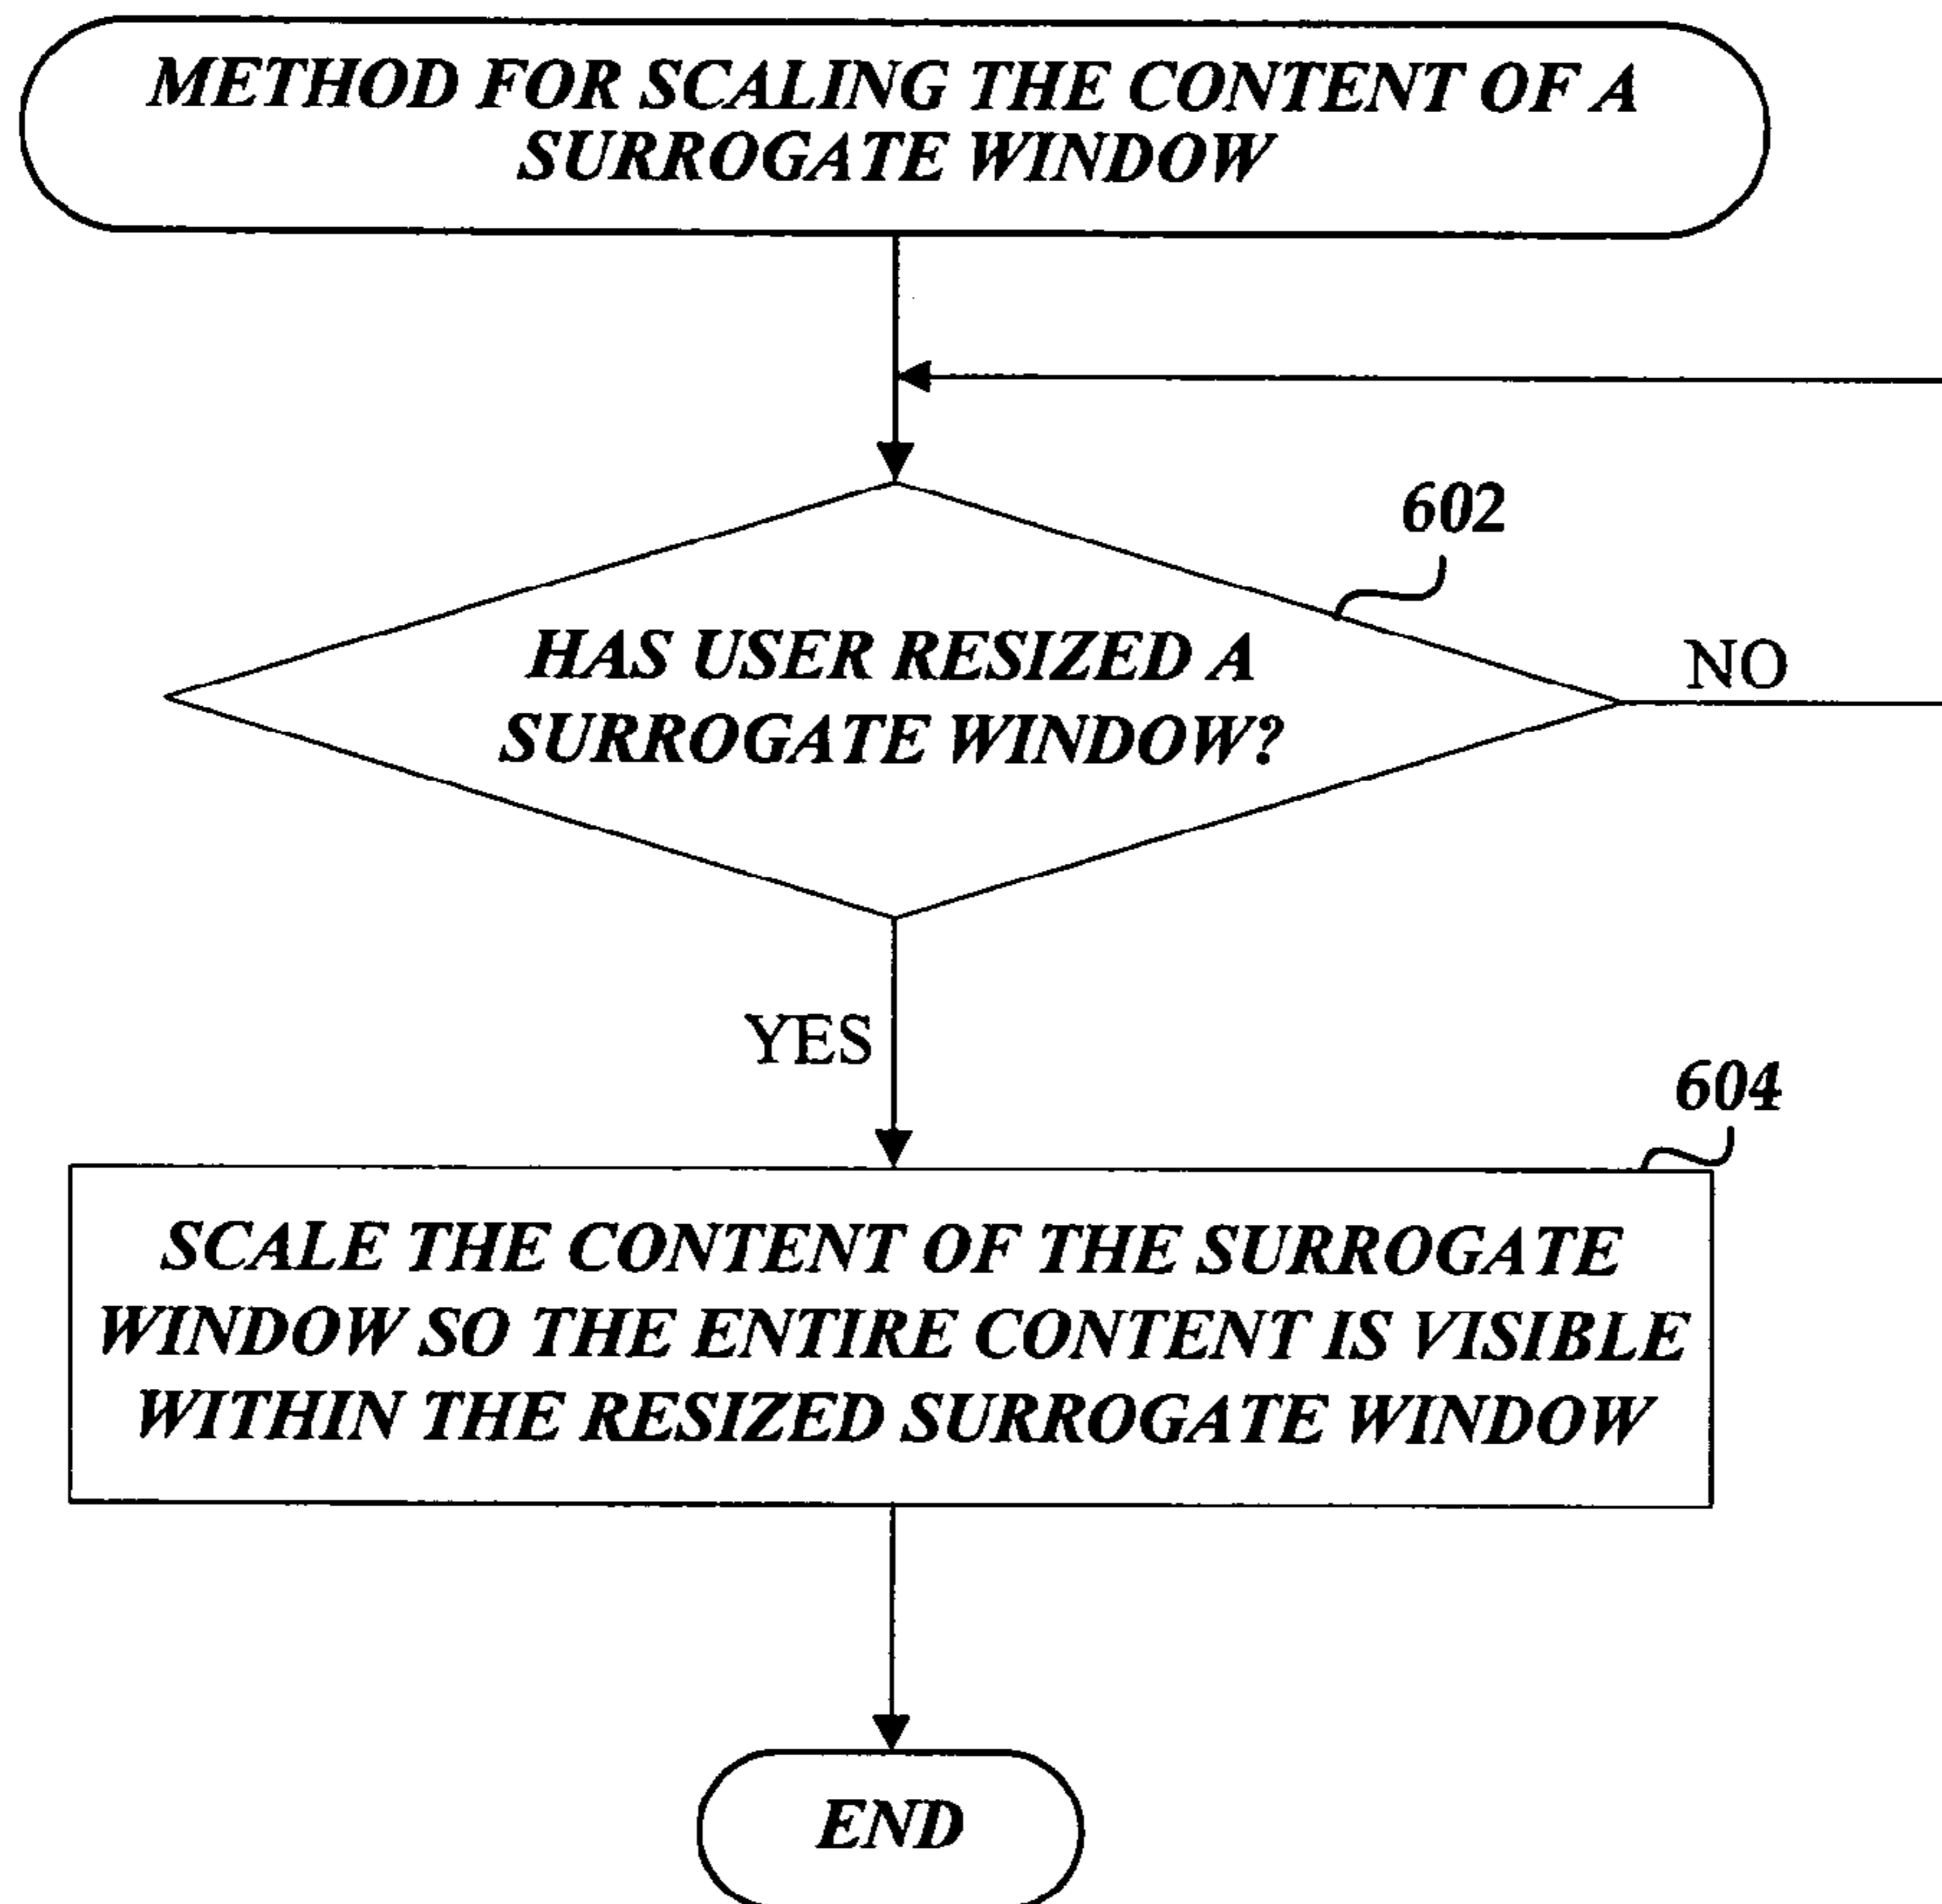 METHOD FOR SCALING THE CONTENT OF A
SURROGATE WINDOW
602
HAS USER RESIZED A
SURROGATE WINDOW?
NO
YES
604
SCALE THE CONTENT OF THE SURROGATE
WINDOW SO THE ENTIRE CONTENT IS VISIBLE
WITHIN THE RESIZED SURROGATE WINDOW
END